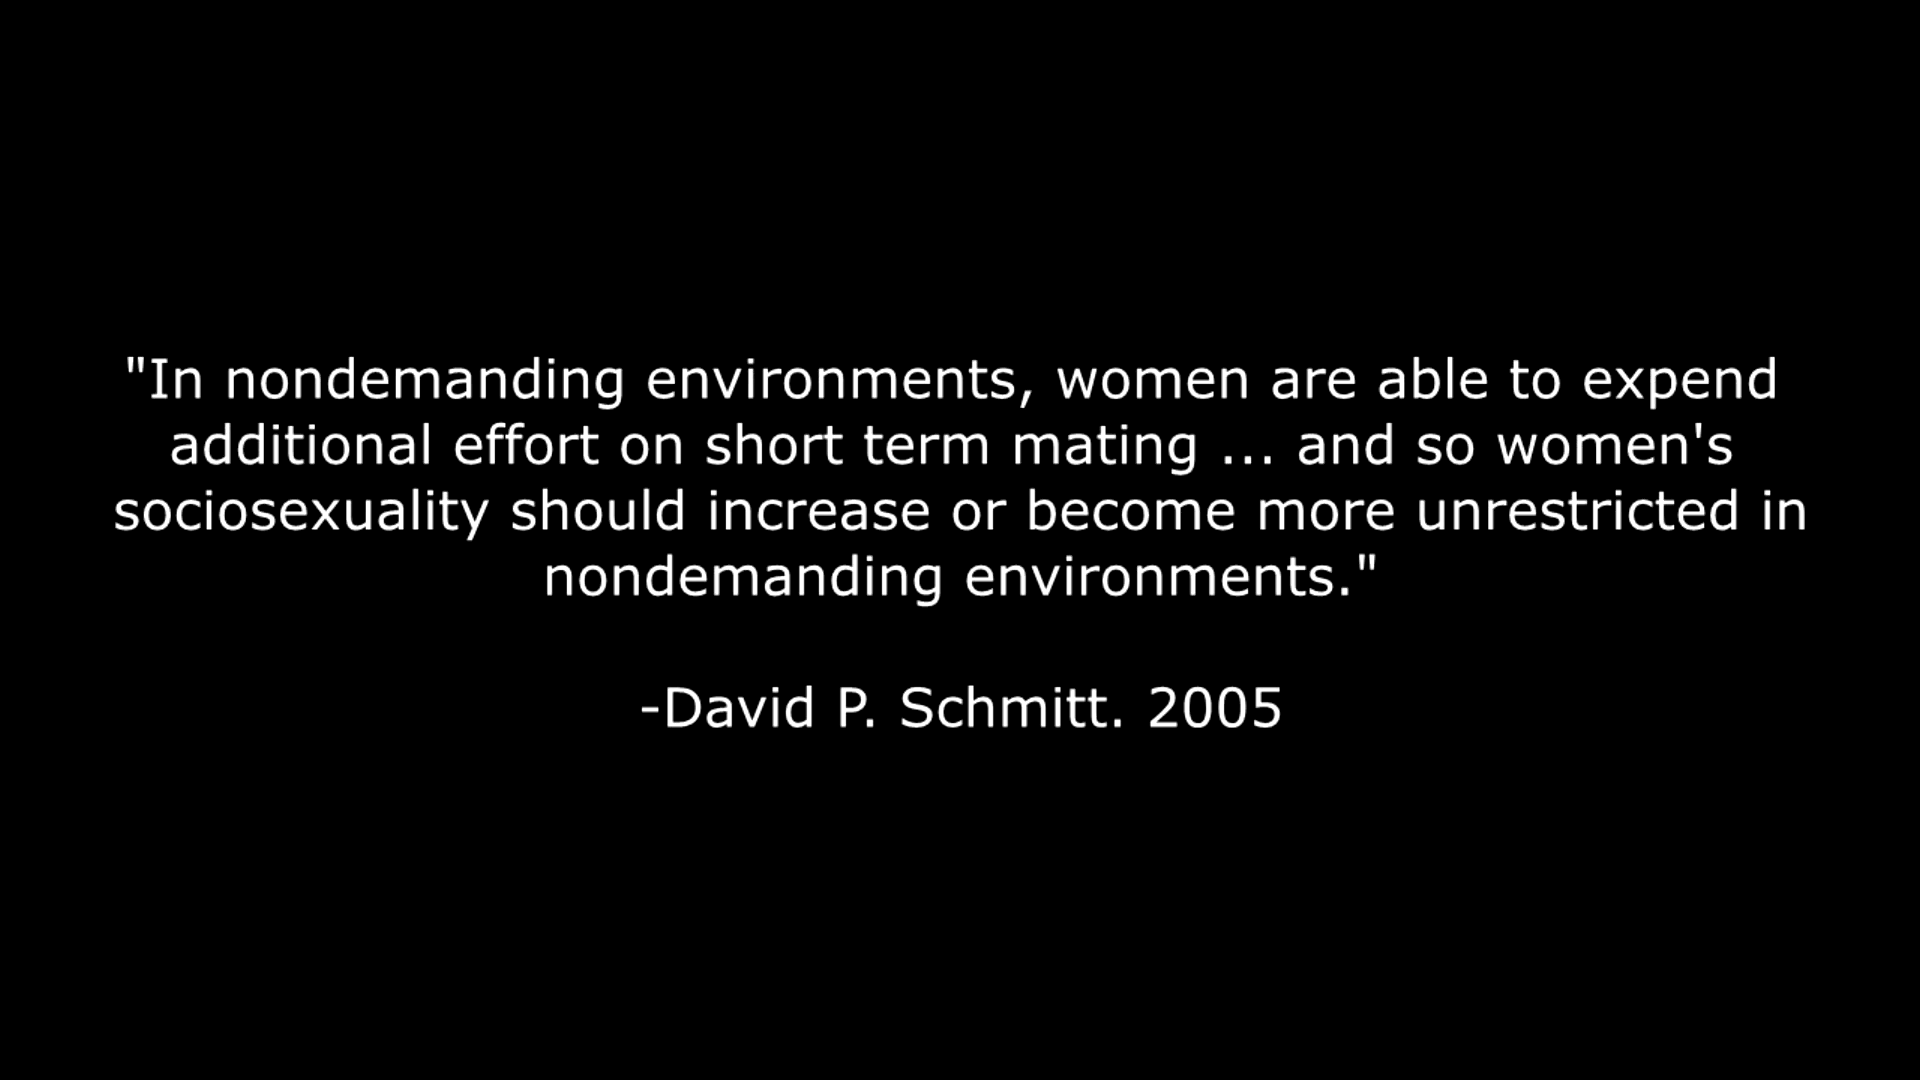 "In nondemanding environments, women are able to expend
additional effort on short term mating ... and so women's
sociosexuality should increase or become more unrestricted in
nondemanding environments."
-David P. Schmitt. 2005